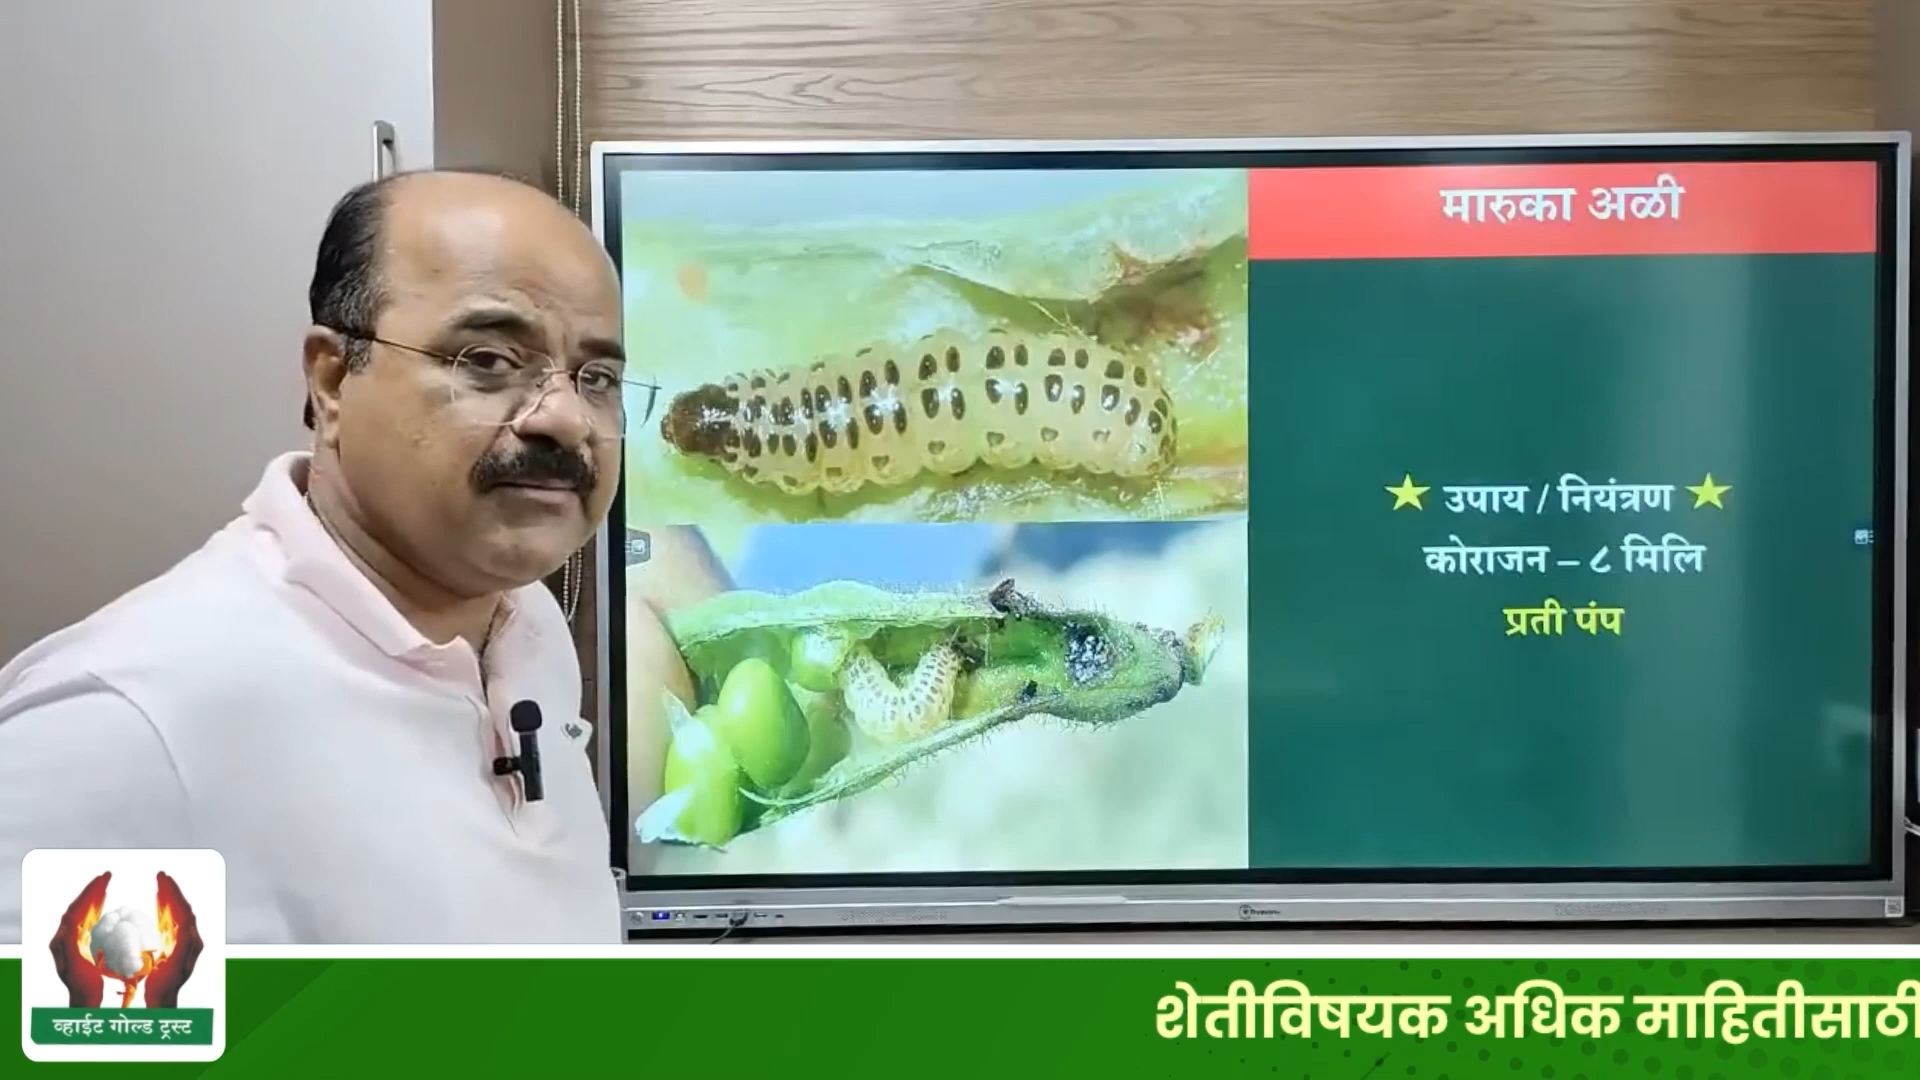 मारुका अळी
★ उपाय / नियंत्रण ★
कोराजन – ८ मिलि
प्रती पंप
व्हाईट गोल्ड ट्रस्ट
शेतीविषयक अधिक माहितीसाठी